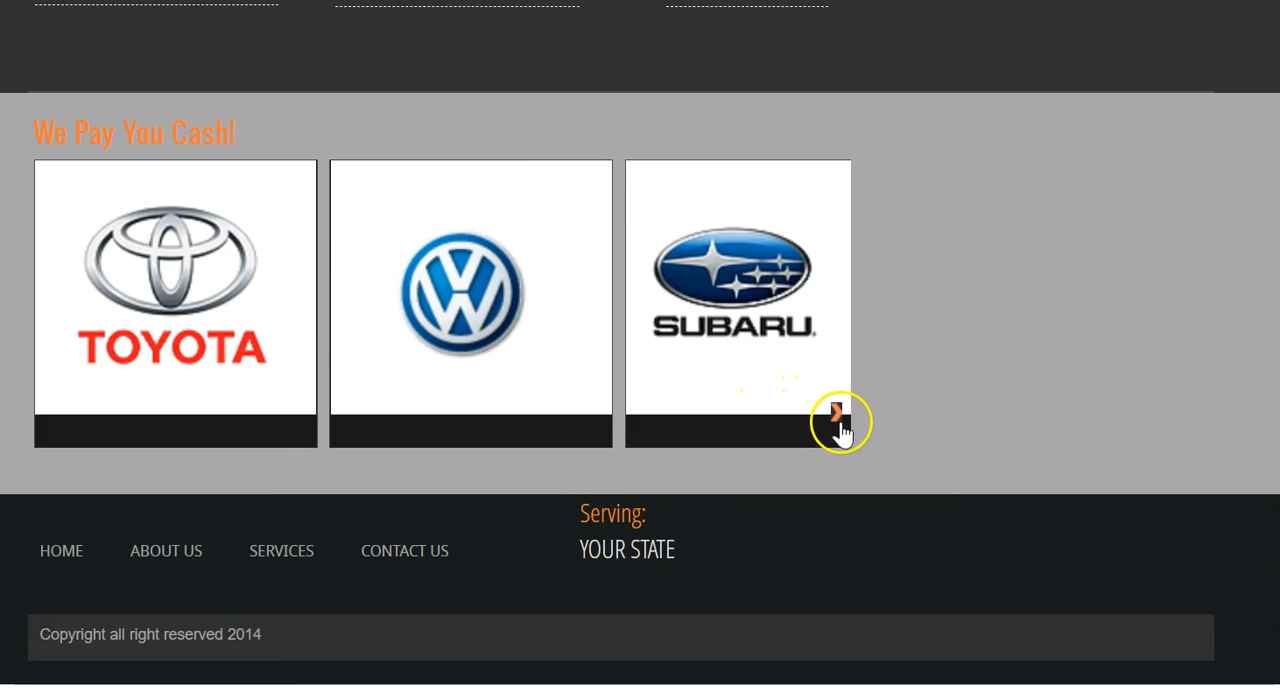 We Pay You Cash!
TOYOTA
SUBARU
Serving:
HOME ABOUT US SERVICES CONTACT US
YOUR STATE
Copyright all right reserved 2014